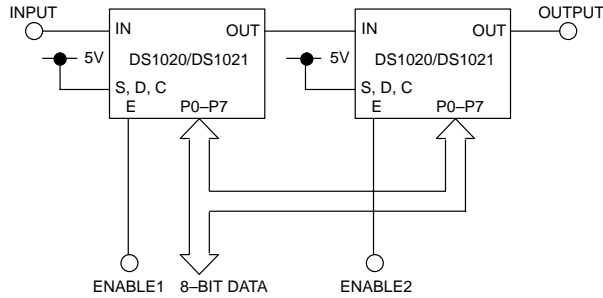 INPUT
OUTPUT
IN
OUT
IN
OUT
5V
DS1020/DS1021
5V
DS1020/DS1021
S, D, C
S, D, C
E
P0–P7
E
P0–P7
ENABLE1
8–BIT DATA
ENABLE2